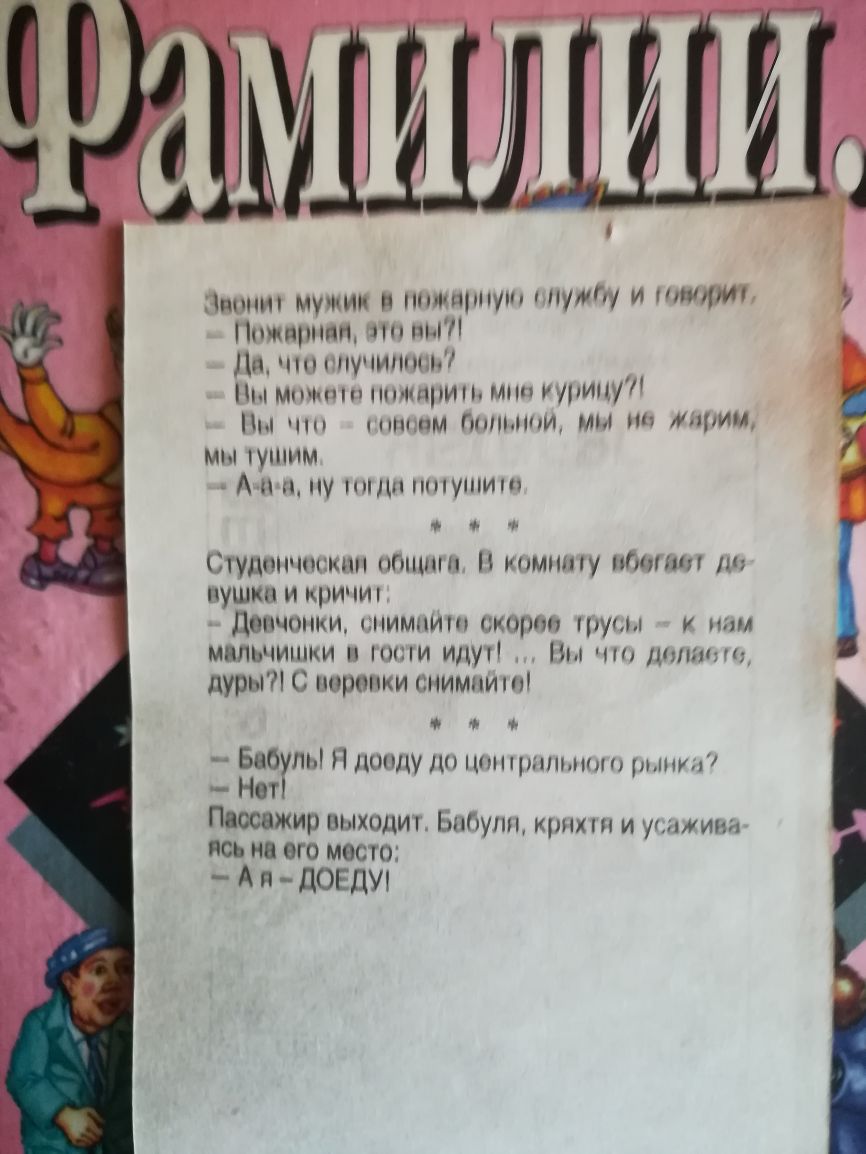 Фамилии.
Звонит мужик в пожарную службу и говорит.
– Пожарная, это вы?!
– Да, что случилось?
– Вы можете пожарить мне курицу?!
– Вы что – совсем больной, мы не жарим,
мы тушим.
– А-а-а, ну тогда потушите.
* * *
Студенческая общага. В комнату вбегает де-
вушка и кричит:
– Девчонки, снимайте скорее трусы – к нам
мальчишки в гости идут! ... Вы что делаете,
дуры?! С веревки снимайте!
* * *
– Бабуль! Я доеду до центрального рынка?
– Нет!
Пассажир выходит. Бабуля, кряхтя и усажива-
ясь на его место:
– А я – ДОЕДУ!